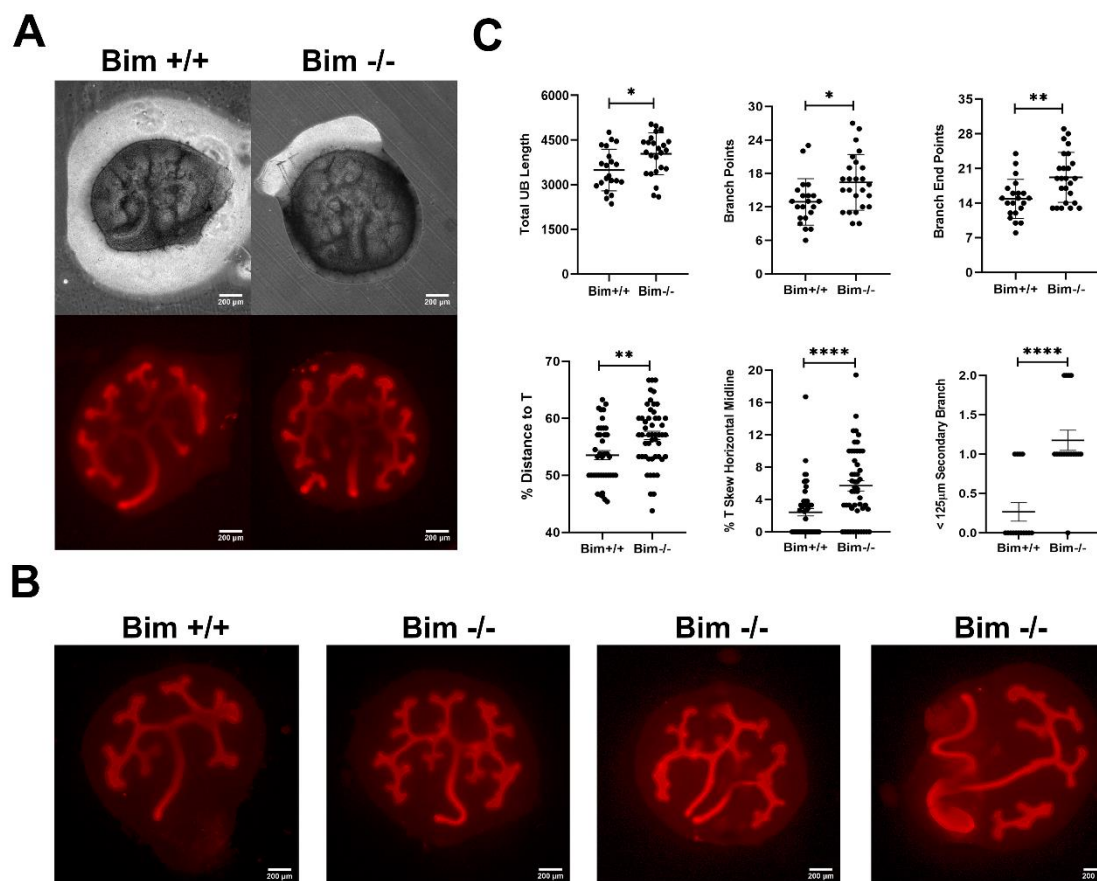 A
Bim +/+ Bim -/-
200 µm 200 µm
200 µm 200 µm
B
Bim +/+ Bim -/- Bim -/- Bim -/-
200 µm 200 µm 200 µm 200 µm
C
Total UB Length
6000
4500
3000
1500
0
*
Bim+/+ Bim-/-
Branch Points
30
24
18
12
6
0
*
Bim+/+ Bim-/-
Branch End Points
35
28
21
14
7
0
**
Bim+/+ Bim-/-
% Distance to T
70
60
50
40
**
Bim+/+ Bim-/-
% T Skew Horizontal Midline
20
16
12
8
4
0
****
Bim+/+ Bim-/-
< 125µm Secondary Branch
2.0
1.5
1.0
0.5
0.0
****
Bim+/+ Bim-/-